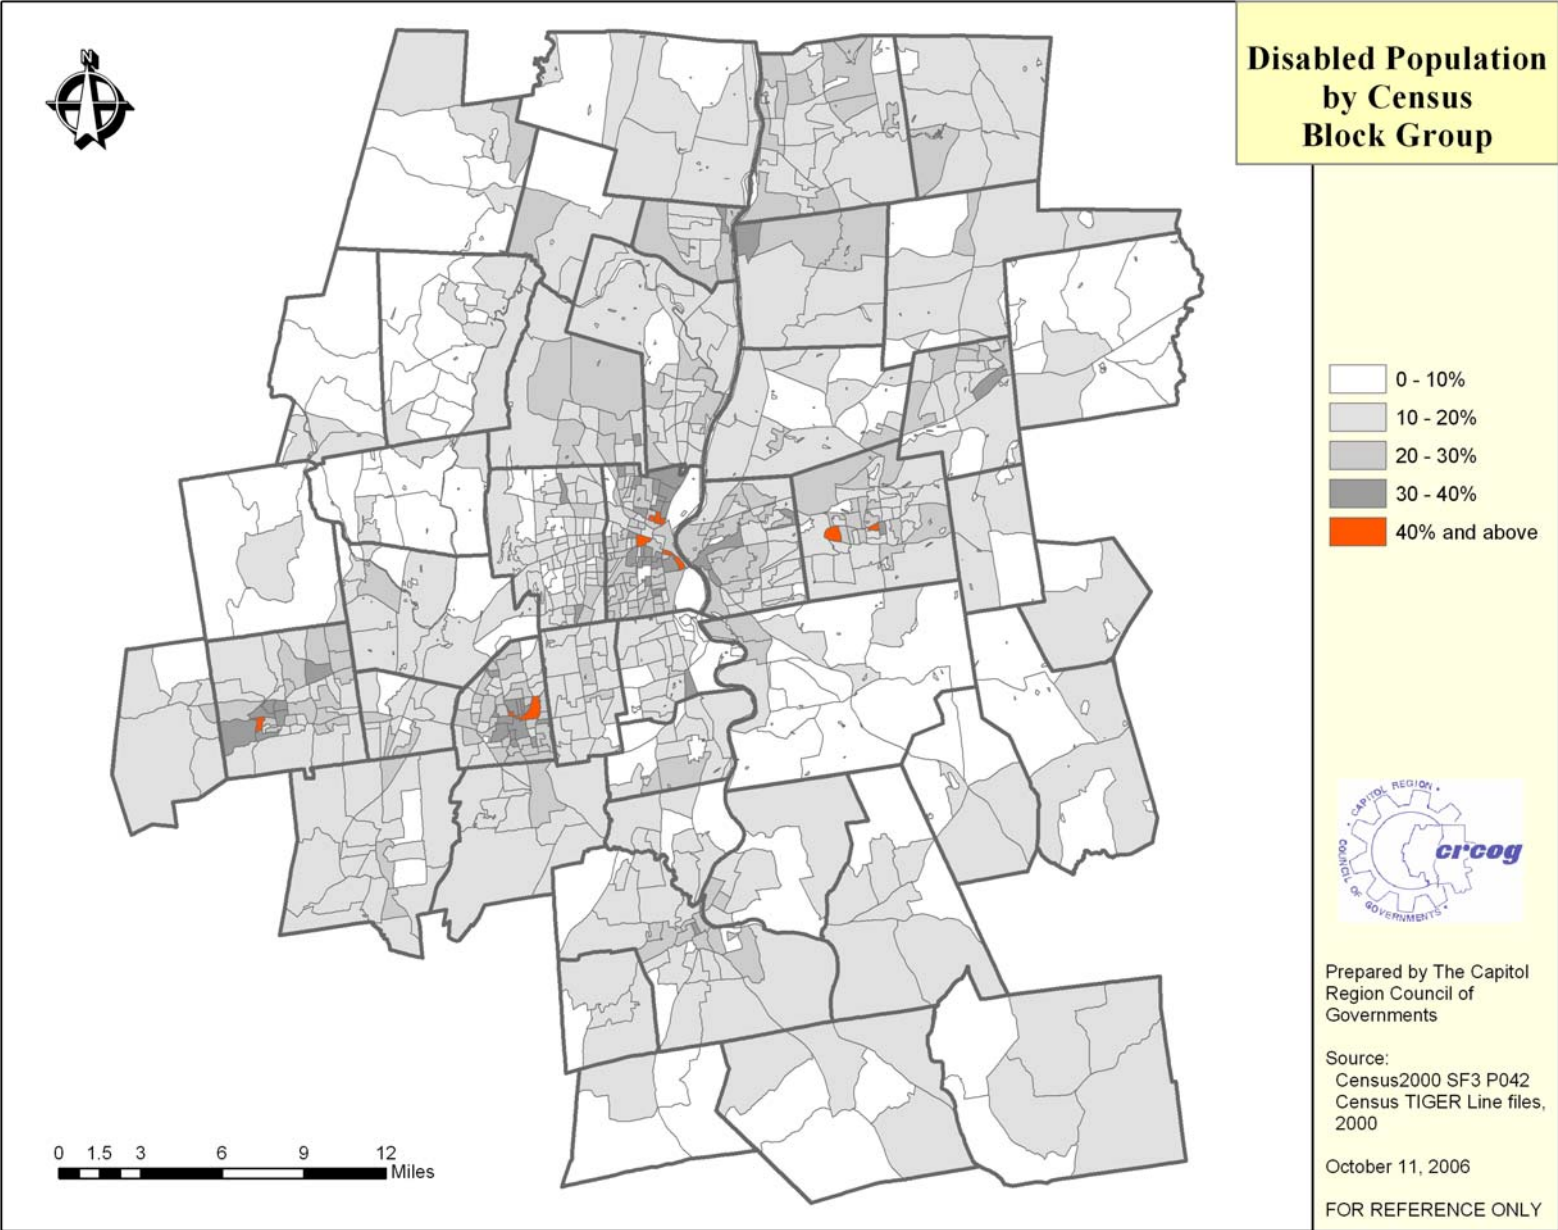 N
Disabled Population
by Census
Block Group
0 - 10%
10 - 20%
20 - 30%
30 - 40%
40% and above
CAPITOL REGION
COUNCIL OF GOVERNMENTS
crcog
Prepared by The Capitol
Region Council of
Governments
Source:
Census2000 SF3 P042
Census TIGER Line files,
2000
October 11, 2006
FOR REFERENCE ONLY
0 1.5 3 6 9 12
Miles